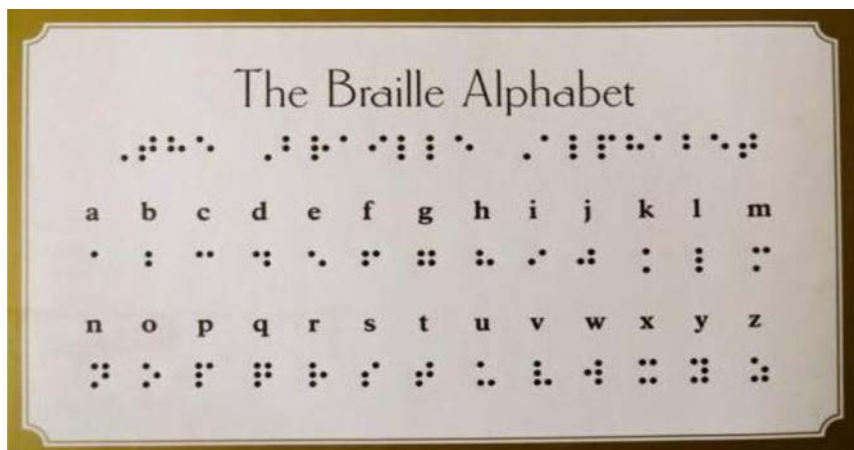 The Braille Alphabet
⠠⠞⠓⠑ ⠠⠃⠗⠁⠊⠇⠇⠑ ⠠⠁⠇⠏⠓⠁⠃⠑⠞
a b c d e f g h i j k l m
⠁ ⠃ ⠉ ⠙ ⠑ ⠋ ⠛ ⠓ ⠊ ⠚ ⠅ ⠇ ⠍
n o p q r s t u v w x y z
⠝ ⠕ ⠏ ⠟ ⠗ ⠎ ⠞ ⠥ ⠧ ⠺ ⠭ ⠽ ⠵